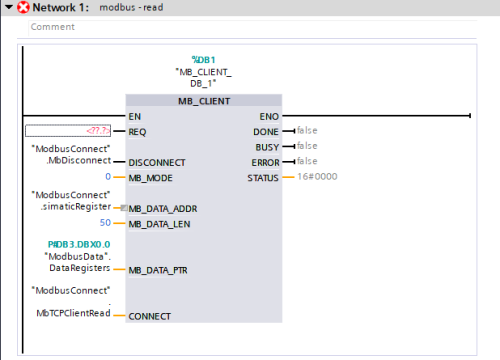 Network 1: modbus - read
Comment
%DB1
"MB_CLIENT_
DB_1"
MB_CLIENT
EN ENO
<??.?> REQ DONE false
BUSY false
"ModbusConnect"
.MbDisconnect DISCONNECT ERROR false
0 MB_MODE STATUS 16#0000
"ModbusConnect"
.simaticRegister MB_DATA_ADDR
50 MB_DATA_LEN
P#DB3.DBX0.0
"ModbusData".
DataRegisters MB_DATA_PTR
"ModbusConnect"
.
MbTCPClientRead CONNECT